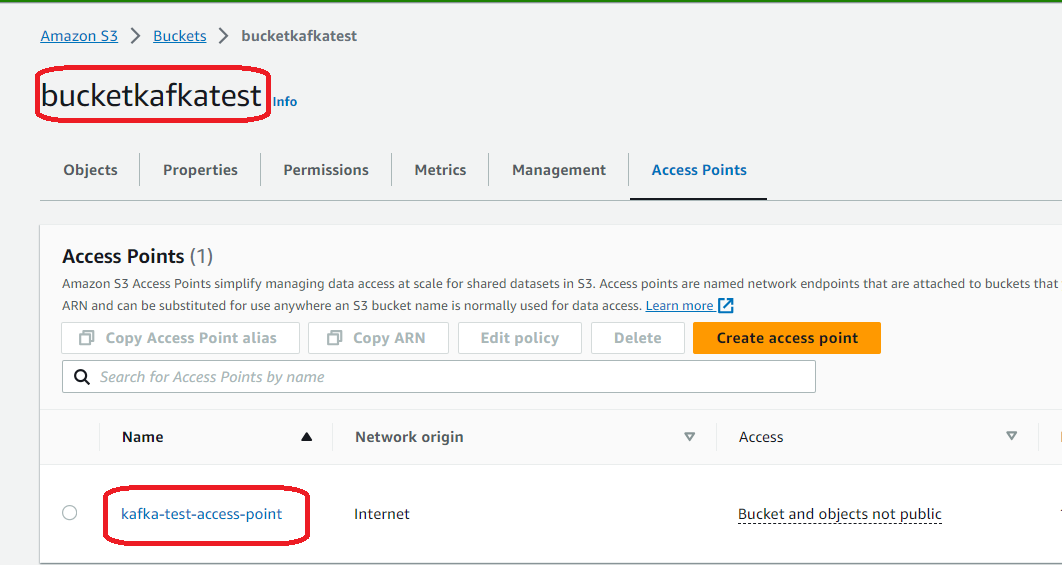 Amazon S3 > Buckets > bucketkafkatest
bucketkafkatest Info
Objects Properties Permissions Metrics Management Access Points
Access Points (1)
Amazon S3 Access Points simplify managing data access at scale for shared datasets in S3. Access points are named network endpoints that are attached to buckets that
ARN and can be substituted for use anywhere an S3 bucket name is normally used for data access. Learn more
Copy Access Point alias Copy ARN Edit policy Delete Create access point
Search for Access Points by name
Name Network origin Access
kafka-test-access-point Internet Bucket and objects not public